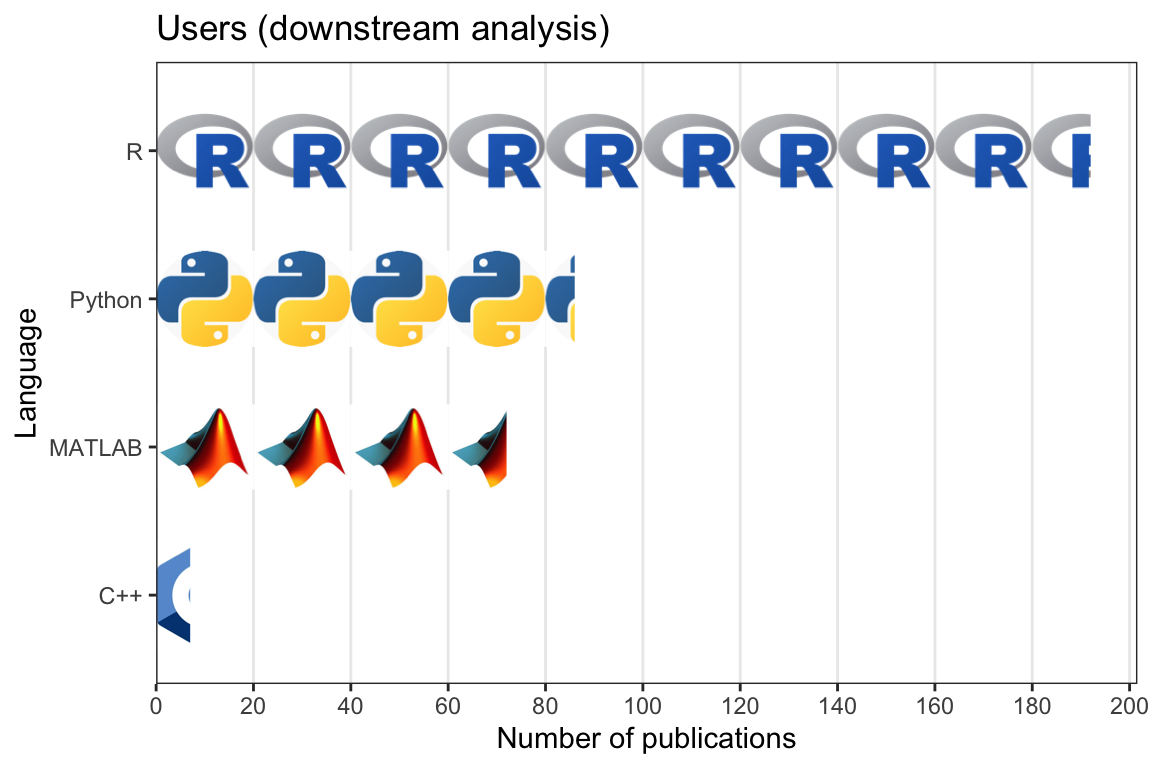 Users (downstream analysis)
Language
R
R R R R R R R R R R
Python
MATLAB
C++
0 20 40 60 80 100 120 140 160 180 200
Number of publications